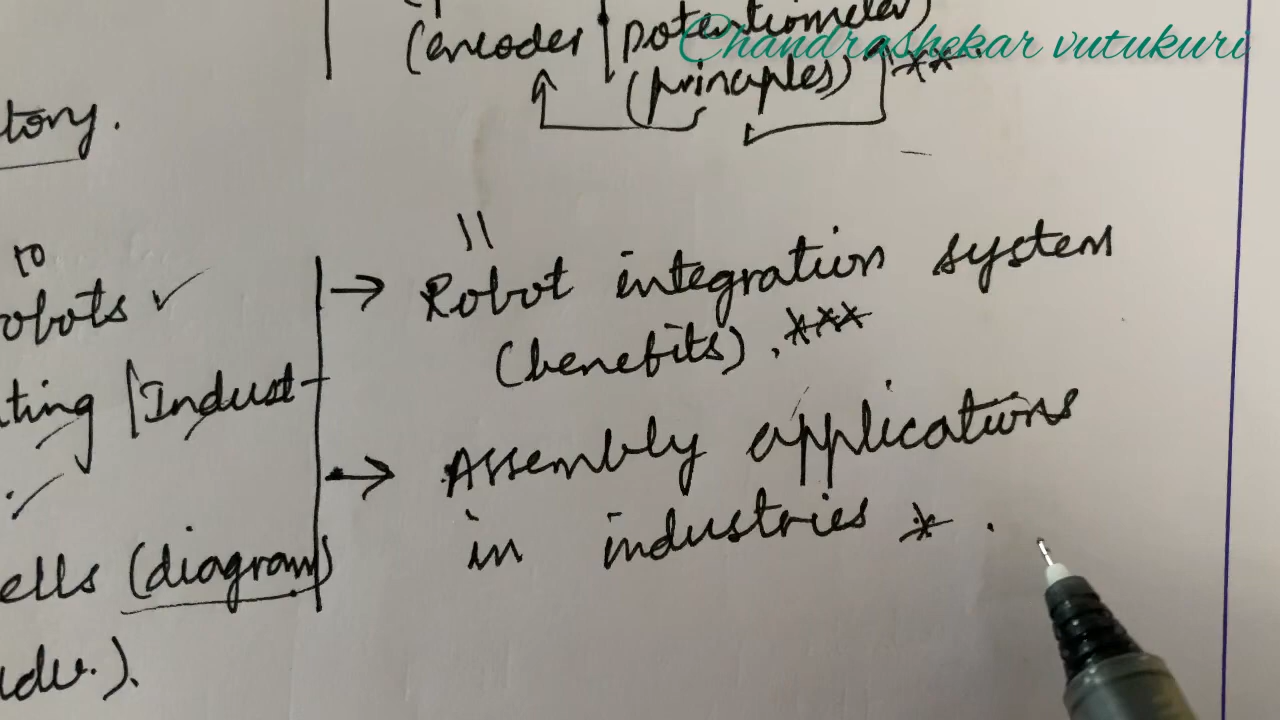 (encoder | potentiometer)
Chandrashekar vutukuri
(principles) **
tory.
to
obots ✓
→ Robot integration system
(benefits). ***
ting | Indust-
→ Assembly applications
in industries * .
ells (diagram)
adv.).